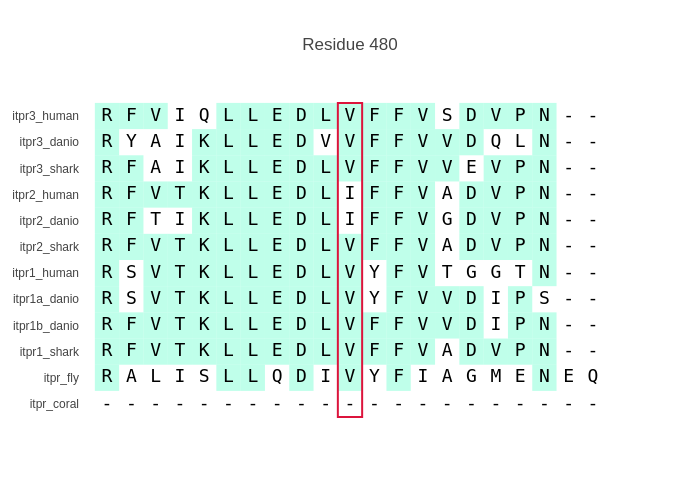 Residue 480
itpr3_human R F V I Q L L E D L V F F V S D V P N - -
itpr3_danio R Y A I K L L E D V V F F V V D Q L N - -
itpr3_shark R F A I K L L E D L V F F V V E V P N - -
itpr2_human R F V T K L L E D L I F F V A D V P N - -
itpr2_danio R F T I K L L E D L I F F V G D V P N - -
itpr2_shark R F V T K L L E D L V F F V A D V P N - -
itpr1_human R S V T K L L E D L V Y F V T G G T N - -
itpr1a_danio R S V T K L L E D L V Y F V V D I P S - -
itpr1b_danio R F V T K L L E D L V F F V V D I P N - -
itpr1_shark R F V T K L L E D L V F F V A D V P N - -
itpr_fly R A L I S L L Q D I V Y F I A G M E N E Q
itpr_coral - - - - - - - - - - - - - - - - - - - - -